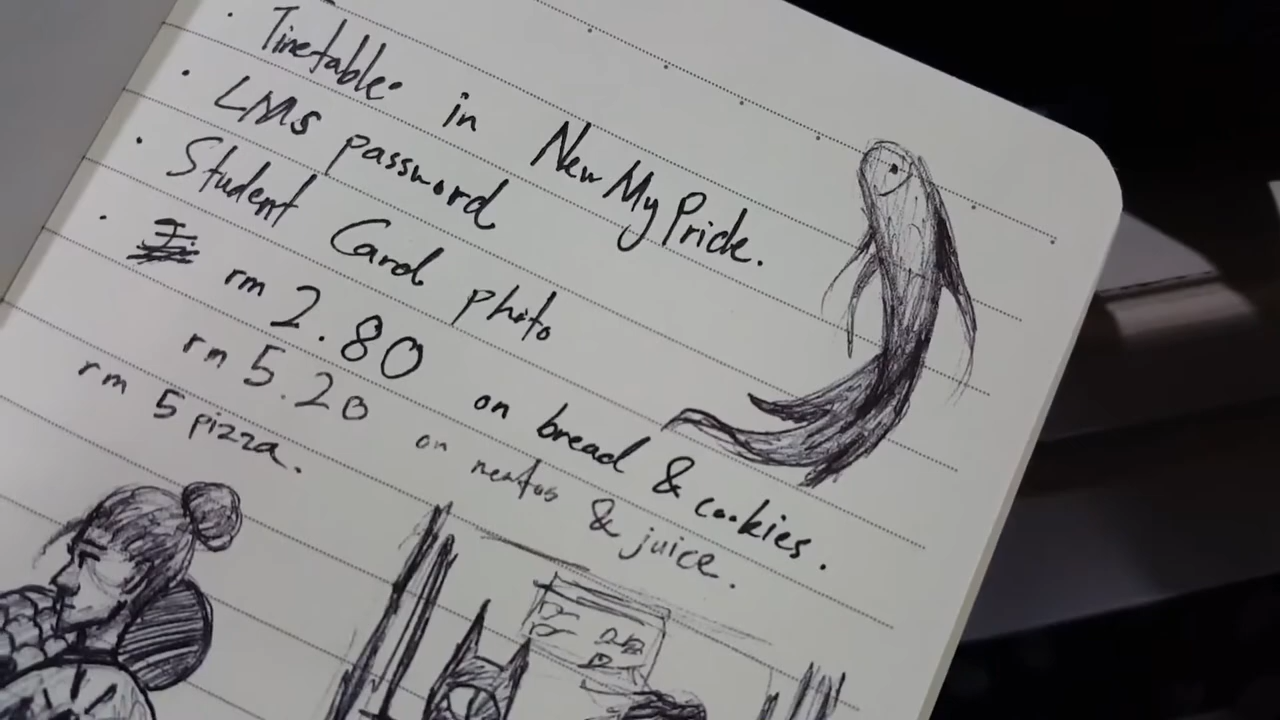 · Timetable in New My Pride.
· LMS password
· Student Card photo
· rm 2.80 on bread & cookies.
rm 5.20 on mentos & juice.
rm 5 pizza.